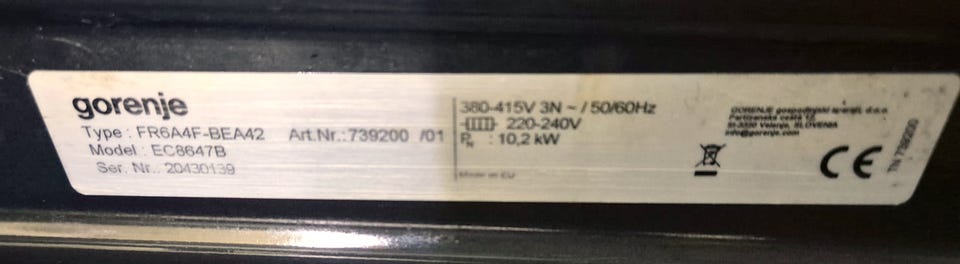 gorenje
Type : FR6A4F-BEA42 Art.Nr.: 739200 /01
Model : EC8647B
Ser. Nr.: 20430139
380-415V 3N ~ / 50/60Hz
220-240V
PN : 10,2 kW
Made in EU
GORENJE gospodinjski aparati, d.o.o.
Partizanska cesta 12,
SI-3320 Velenje, SLOVENIA
info@gorenje.com
CE